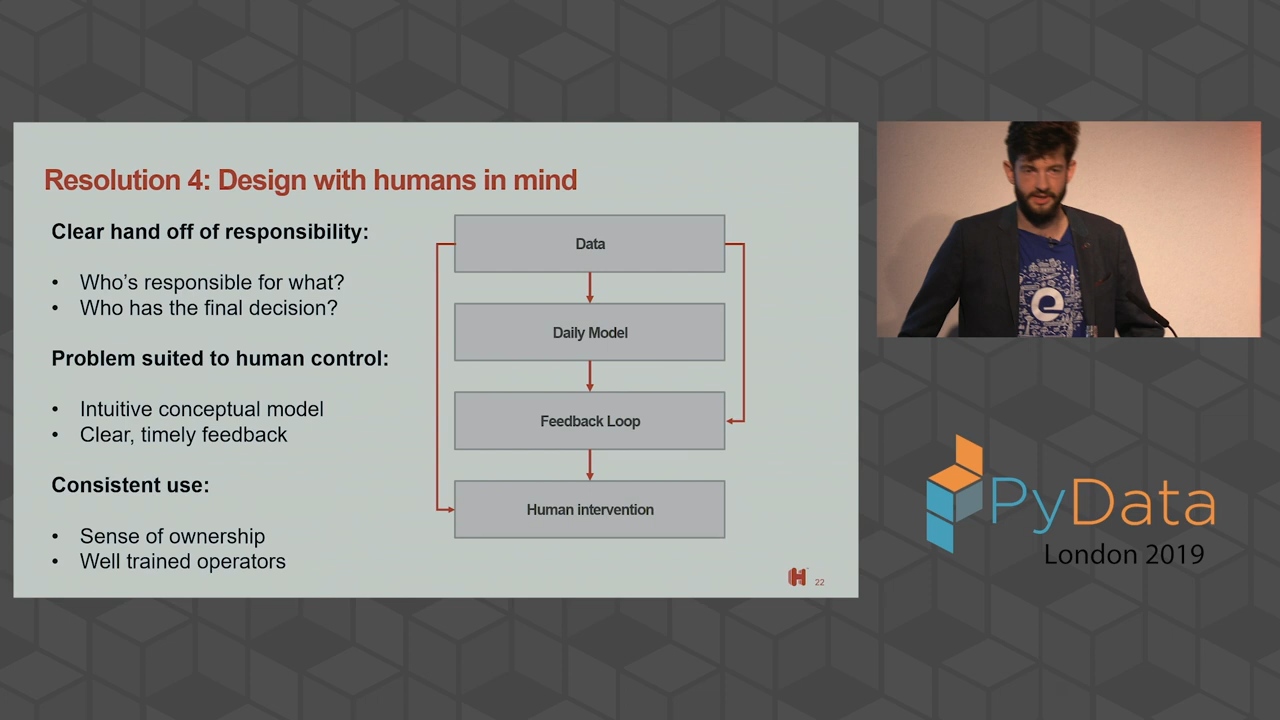 Resolution 4: Design with humans in mind
Clear hand off of responsibility:
• Who's responsible for what?
• Who has the final decision?
Problem suited to human control:
• Intuitive conceptual model
• Clear, timely feedback
Consistent use:
• Sense of ownership
• Well trained operators
Data
Daily Model
Feedback Loop
Human intervention
H
22
e
PyData
London 2019